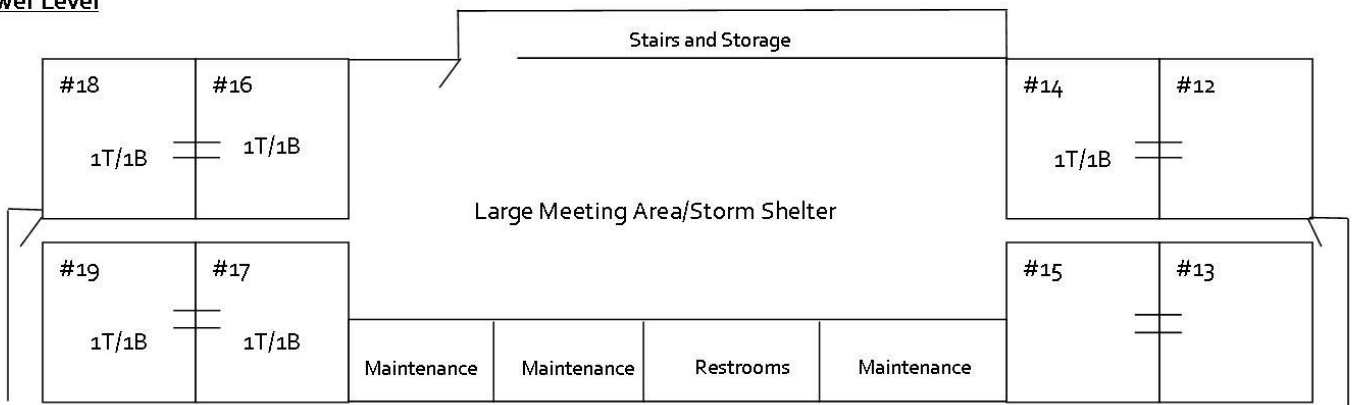 Level
Stairs and Storage
#18
#16
#14
#12
1T/1B
1T/1B
1T/1B
Large Meeting Area/Storm Shelter
#19
#17
#15
#13
1T/1B
1T/1B
Maintenance
Maintenance
Restrooms
Maintenance